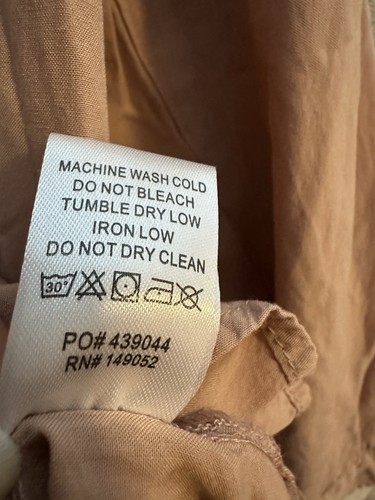 MACHINE WASH COLD
DO NOT BLEACH
TUMBLE DRY LOW
IRON LOW
DO NOT DRY CLEAN
30°
PO# 439044
RN# 149052